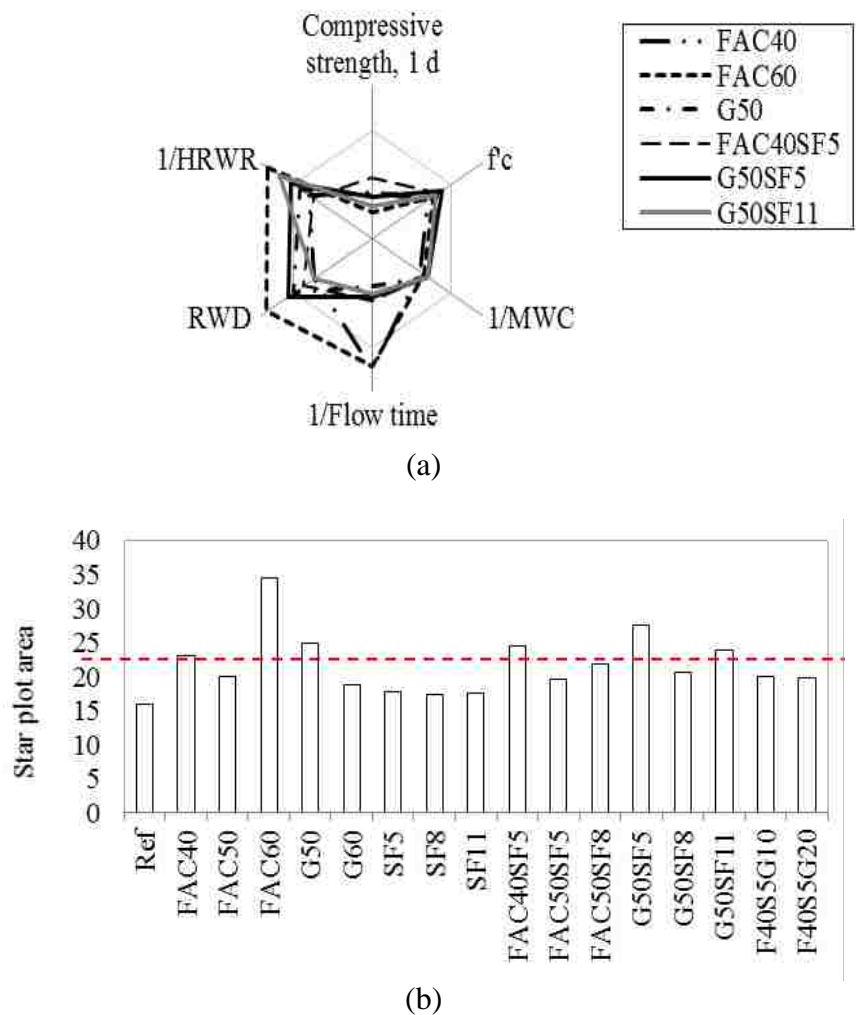 Compressive
strength, 1 d
f'c
1/MWC
1/Flow time
RWD
1/HRWR
FAC40
FAC60
G50
FAC40SF5
G50SF5
G50SF11
(a)
Star plot area
40
35
30
25
20
15
10
5
0
Ref
FAC40
FAC50
FAC60
G50
G60
SF5
SF8
SF11
FAC40SF5
FAC50SF5
FAC50SF8
G50SF5
G50SF8
G50SF11
F40S5G10
F40S5G20
(b)